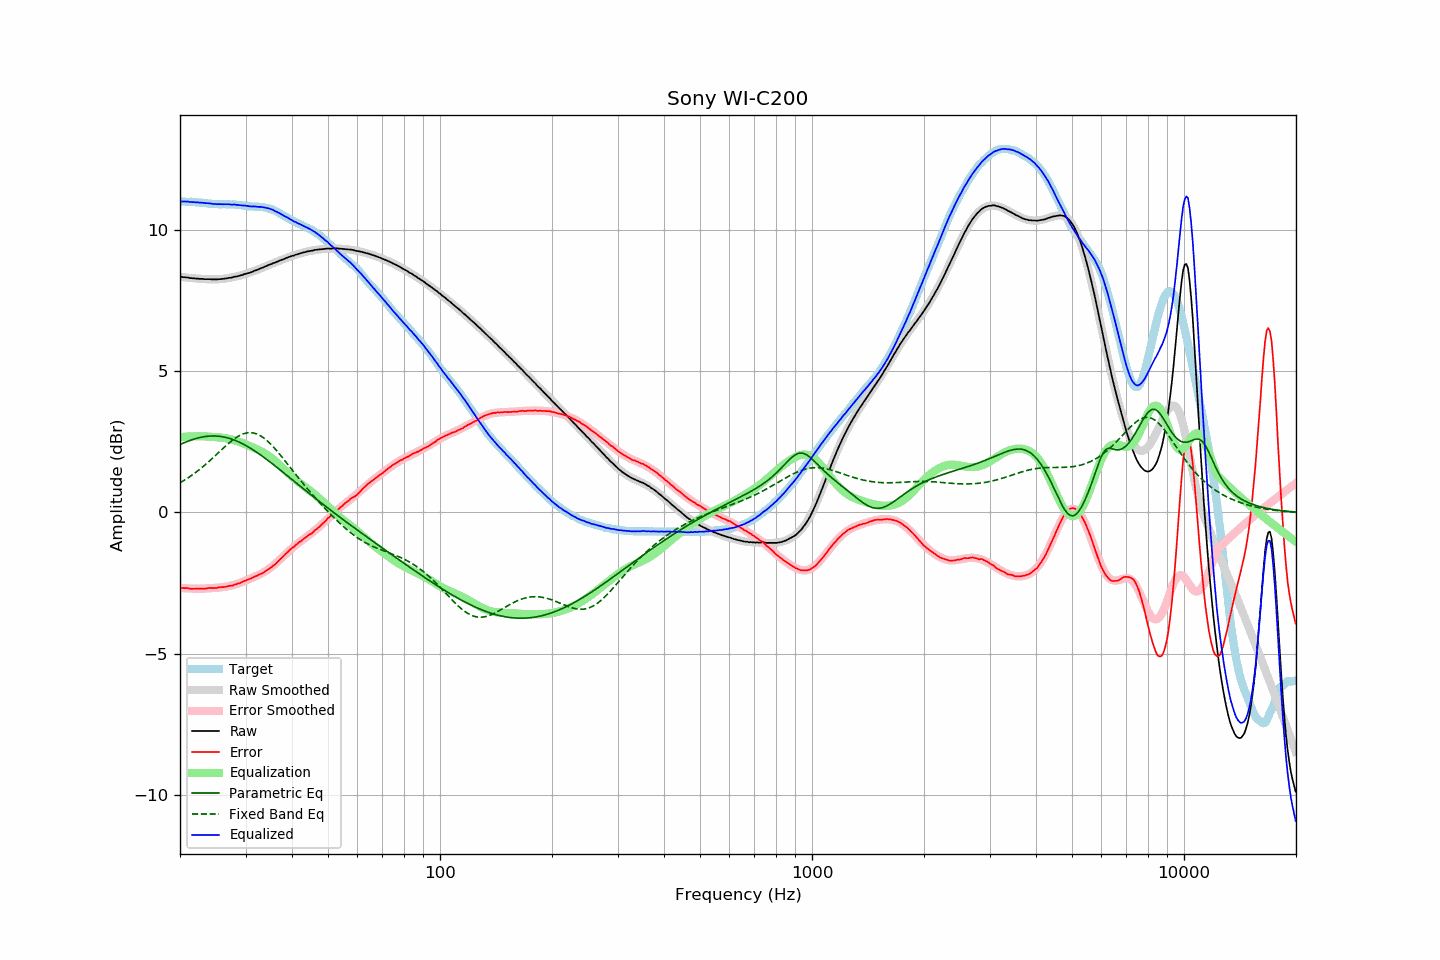 Sony WI-C200
Amplitude (dBr)
10
5
0
−5
−10
Target
Raw Smoothed
Error Smoothed
Raw
Error
Equalization
Parametric Eq
Fixed Band Eq
Equalized
100
1000
10000
Frequency (Hz)